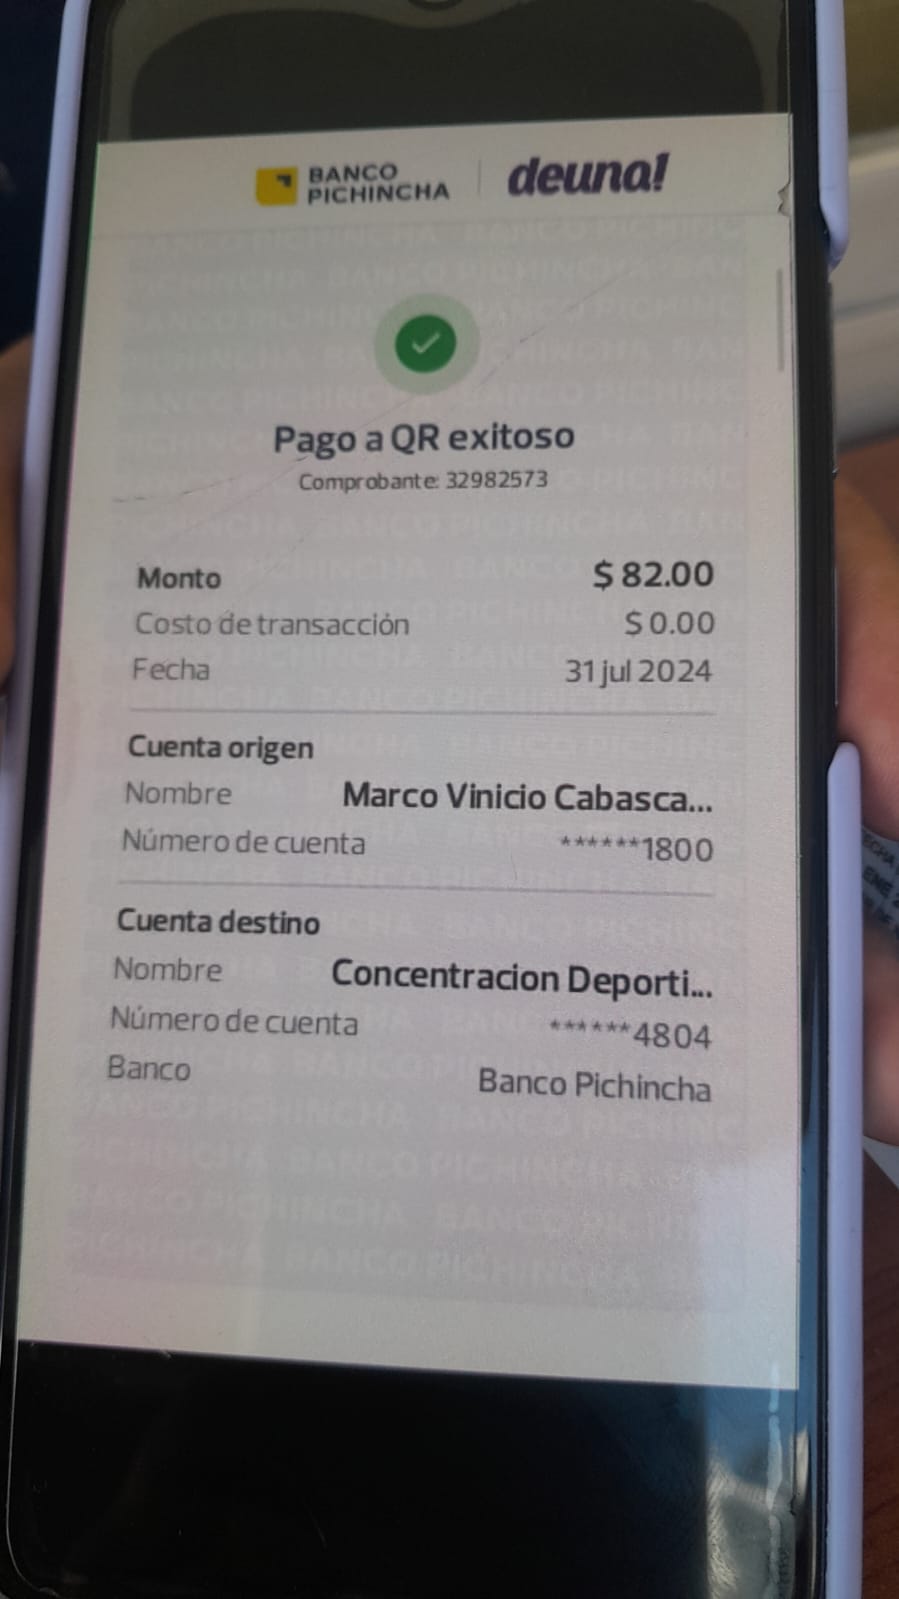 BANCO PICHINCHA | deuna!
Pago a QR exitoso
Comprobante: 32982573
Monto $ 82.00
Costo de transacción $ 0.00
Fecha 31 jul 2024
Cuenta origen
Nombre Marco Vinicio Cabasca...
Número de cuenta ******1800
Cuenta destino
Nombre Concentracion Deporti...
Número de cuenta ******4804
Banco Banco Pichincha